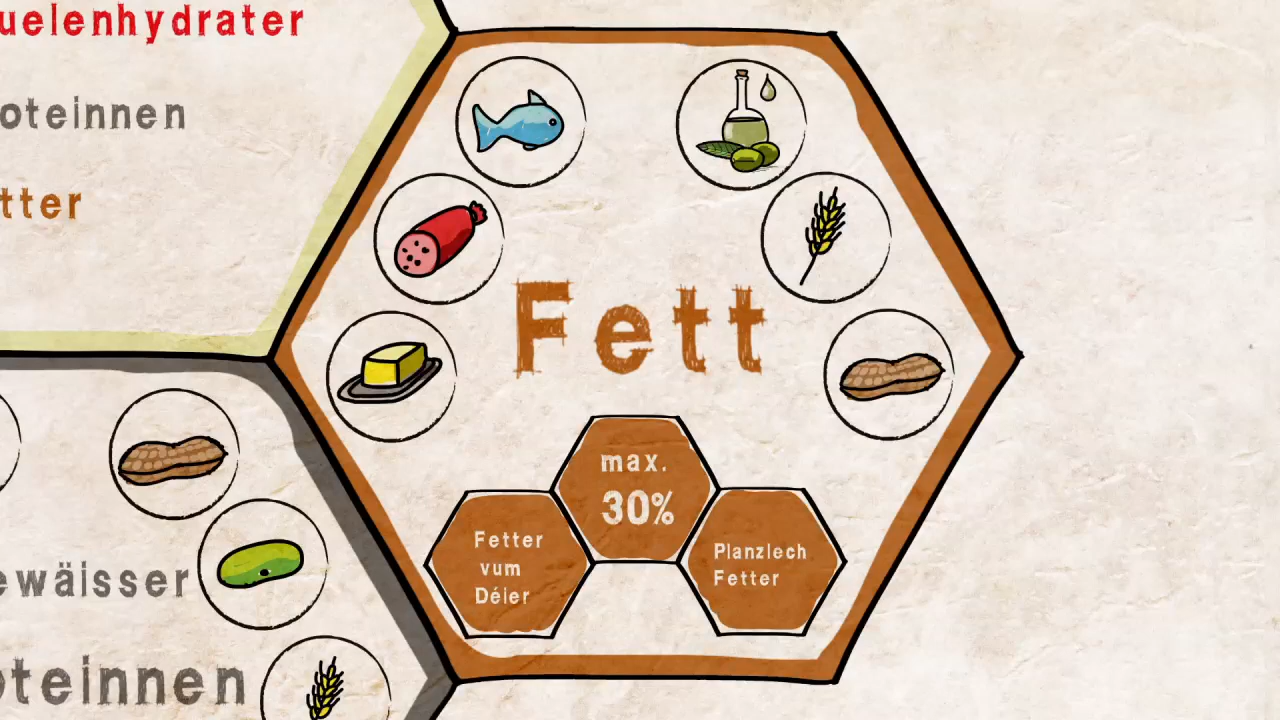 uelenhydrater
oteinnen
tter
Fett
max.
30%
Fetter
vum
Déier
Planzlech
Fetter
ewäisser
oteinnen